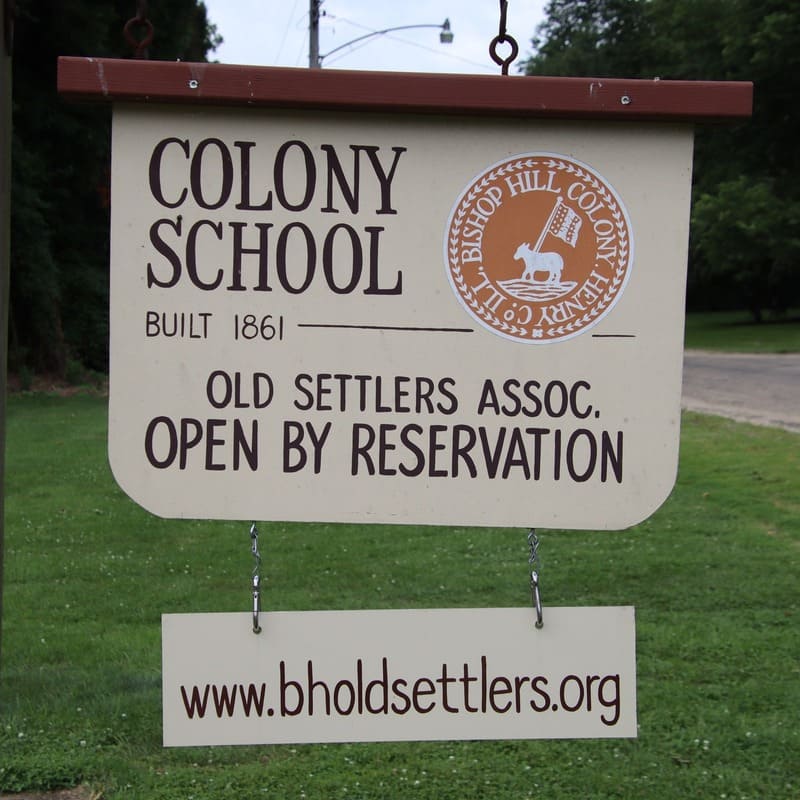 COLONY
SCHOOL
BISHOP HILL COLONY, HENRY Co. ILL.
BUILT 1861
OLD SETTLERS ASSOC.
OPEN BY RESERVATION
www.bholdsettlers.org